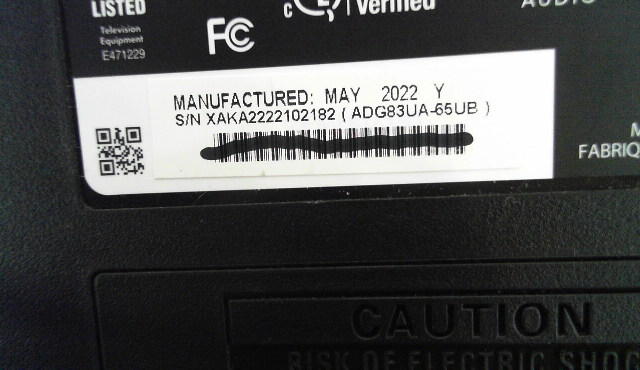 LISTED
Television
Equipment
E471229
FC
c
Verified
AUDIO
MANUFACTURED: MAY 2022 Y
S/N XAKA2222102182 ( ADG83UA-65UB )
M
FABRIQ
CAUTION
RISK OF ELECTRIC SHOC